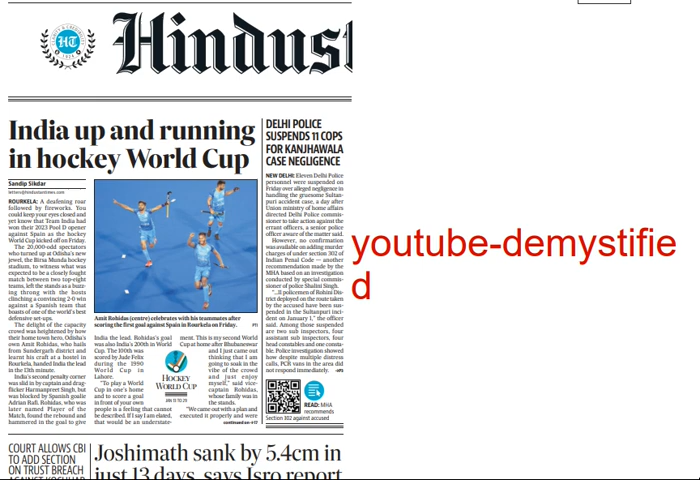 HT
Hindust
India up and running
in hockey World Cup
Sandip Sikdar
letters@hindustantimes.com
ROURKELA: A deafening roar
followed by fireworks. You
could keep your eyes closed and
yet know that Team India had
won their 2023 Pool D opener
against Spain as the hockey
World Cup kicked off on Friday.
The 20,000-odd spectators
who turned up at Odisha's new
jewel, the Birsa Munda hockey
stadium, to witness what was
expected to be a closely fought
match between two top-eight
teams, left the stands as a buzz-
ing throng with the hosts
clinching a convincing 2-0 win
against a Spanish team that
boasts of one of the world's best
defensive set-ups.
The delight of the capacity
crowd was heightened by how
their home town hero, Odisha's
own Amit Rohidas, who hails
from Sundergarh district and
learnt his craft at a hostel in
Rourkela, handed India the lead
in the 12th minute.
India's second penalty corner
was slid in by captain and drag-
flicker Harmanpreet Singh, but
was blocked by Spanish goalie
Adrian Rafi. Rohidas, who was
later named Player of the
Match, found the rebound and
hammered in the goal to give
Amit Rohidas (centre) celebrates with his teammates after
scoring the first goal against Spain in Rourkela on Friday. PTI
India the lead. Rohidas's goal
was also India's 200th in World
Cup. The 100th was
scored by Jude Felix
during the 1990
World Cup in
Lahore.
"To play a World
Cup in one's home
and to score a goal
in front of your own
people is a feeling that cannot
be described. If I say I am elated,
that would be an understate-
HOCKEY
WORLD CUP
JAN 13 TO 29
ment. This is my second World
Cup at home after Bhubaneswar
and I just came out
thinking that I am
going to soak in the
vibe of the crowd
and just enjoy
myself," said vice-
captain Rohidas,
whose family was in
the stands.
"We came out with a plan and
executed it properly and were
continued on →17
DELHI POLICE
SUSPENDS 11 COPS
FOR KANJHAWALA
CASE NEGLIGENCE
NEW DELHI: Eleven Delhi Police
personnel were suspended on
Friday over alleged negligence in
handling the gruesome Sultan-
puri accident case, a day after
Union ministry of home affairs
directed Delhi Police commis-
sioner to take action against the
errant officers, a senior police
officer aware of the matter said.
However, no confirmation
was available on adding murder
charges of under section 302 of
Indian Penal Code — another
recommendation made by the
MHA based on an investigation
conducted by special commis-
sioner of police Shalini Singh.
"...11 policemen of Rohini Dis-
trict deployed on the route taken
by the accused have been sus-
pended in the Sultanpuri inci-
dent on January 1," the officer
said. Among those suspended
are two sub inspectors, four
assistant sub inspectors, four
head constables and one consta-
ble. Police investigation showed
how despite multiple distress
calls, PCR vans in the area did
not respond immediately. →P5
READ: MHA
recommends
Section 302 against accused
youtube-demystifie
d
COURT ALLOWS CBI
TO ADD SECTION
ON TRUST BREACH
AGAINST KOCHHAR
Joshimath sank by 5.4cm in
just 13 days, says Isro report